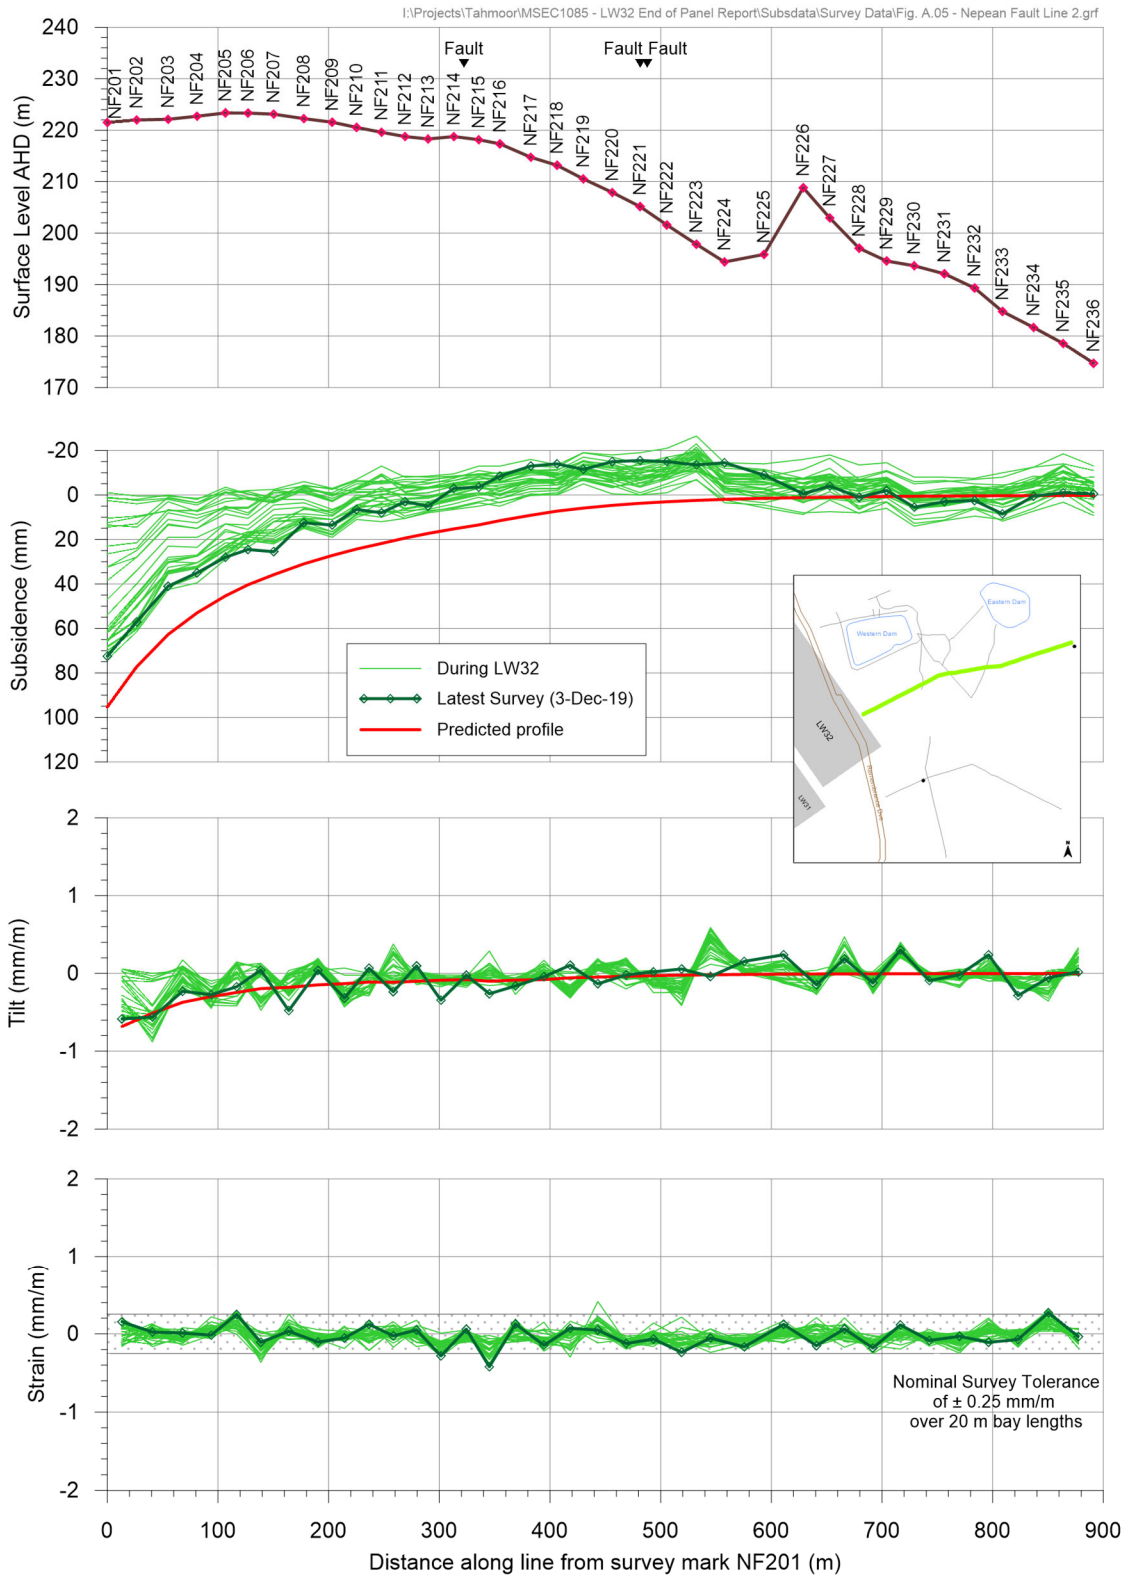 I:\Projects\Tahmoor\MSEC1085 - LW32 End of Panel Report\Subsdata\Survey Data\Fig. A.05 - Nepean Fault Line 2.grf
Surface Level AHD (m)
240
230
220
210
200
190
180
170
Fault
Fault Fault
NF201
NF202
NF203
NF204
NF205
NF206
NF207
NF208
NF209
NF210
NF211
NF212
NF213
NF214
NF215
NF216
NF217
NF218
NF219
NF220
NF221
NF222
NF223
NF224
NF225
NF226
NF227
NF228
NF229
NF230
NF231
NF232
NF233
NF234
NF235
NF236
Subsidence (mm)
-20
0
20
40
60
80
100
120
During LW32
Latest Survey (3-Dec-19)
Predicted profile
Eastern Dam
Western Dam
LW32
LW31
Remembrance Dve
N
Tilt (mm/m)
2
1
0
-1
-2
Strain (mm/m)
2
1
0
-1
-2
Nominal Survey Tolerance
of ± 0.25 mm/m
over 20 m bay lengths
0 100 200 300 400 500 600 700 800 900
Distance along line from survey mark NF201 (m)